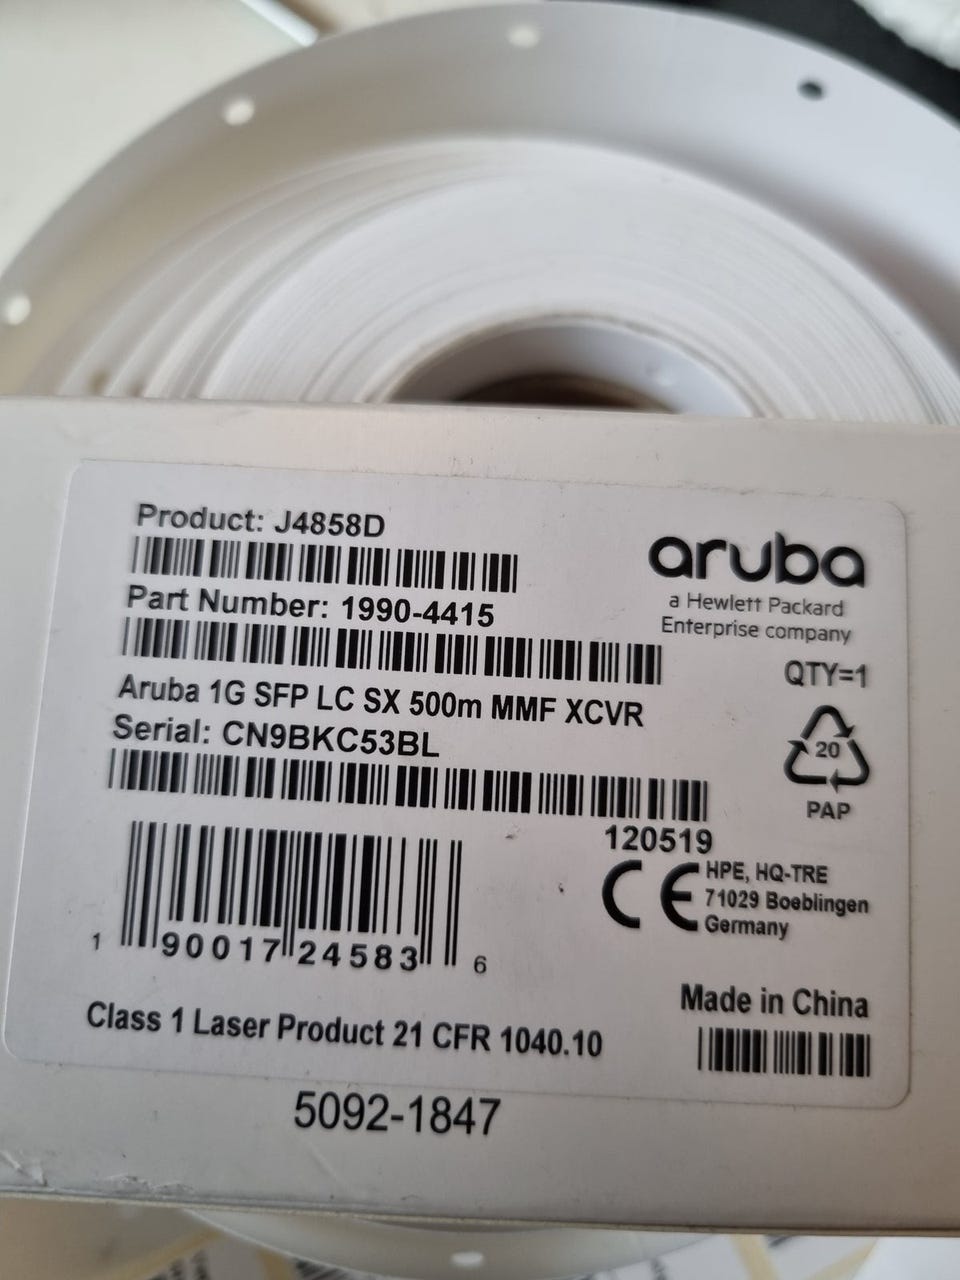 Product: J4858D
aruba
a Hewlett Packard
Enterprise company
Part Number: 1990-4415
QTY=1
Aruba 1G SFP LC SX 500m MMF XCVR
Serial: CN9BKC53BL
20
PAP
120519
CE
HPE, HQ-TRE
71029 Boeblingen
Germany
1 90017 24583 6
Made in China
Class 1 Laser Product 21 CFR 1040.10
5092-1847